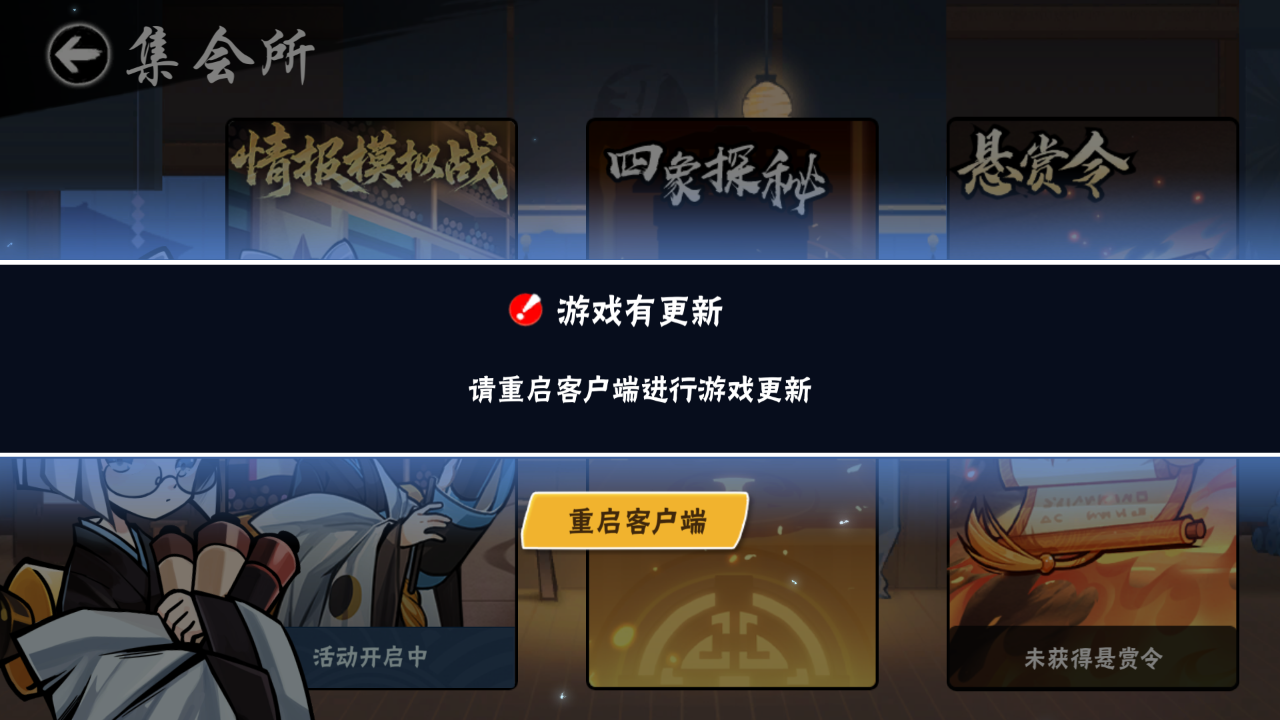 集会所
情报模拟战
四象探秘
悬赏令
游戏有更新
请重启客户端进行游戏更新
重启客户端
活动开启中
未获得悬赏令